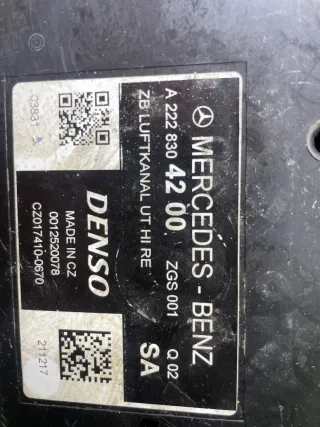 MERCEDES - BENZ
A 222 830 42 00 ZGS 001 Q 02
ZB LUFTKANAL UT HI RE SA
DENSO
MADE IN CZ
0012520078
CZ017410-0670
03831 A
211217